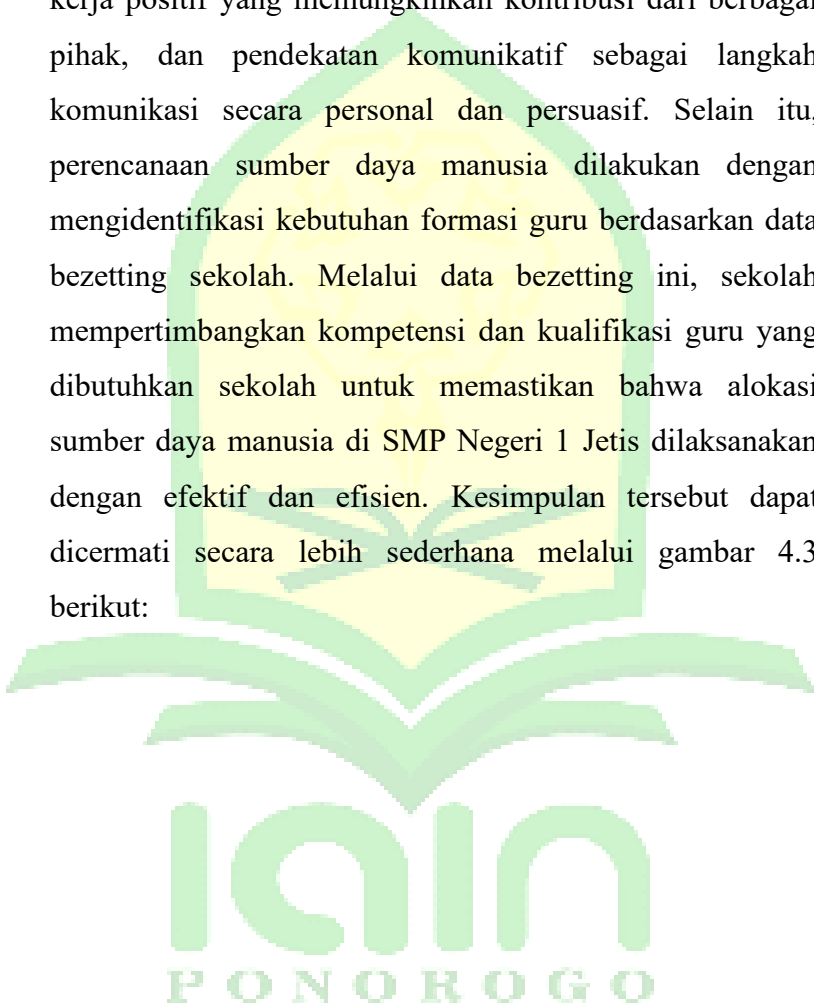 kerja positif yang memungkinkan kontribusi dari berbagai
pihak, dan pendekatan komunikatif sebagai langkah
komunikasi secara personal dan persuasif. Selain itu,
perencanaan sumber daya manusia dilakukan dengan
mengidentifikasi kebutuhan formasi guru berdasarkan data
bezetting sekolah. Melalui data bezetting ini, sekolah
mempertimbangkan kompetensi dan kualifikasi guru yang
dibutuhkan sekolah untuk memastikan bahwa alokasi
sumber daya manusia di SMP Negeri 1 Jetis dilaksanakan
dengan efektif dan efisien. Kesimpulan tersebut dapat
dicermati secara lebih sederhana melalui gambar 4.3
berikut:
iain
PONOROGO